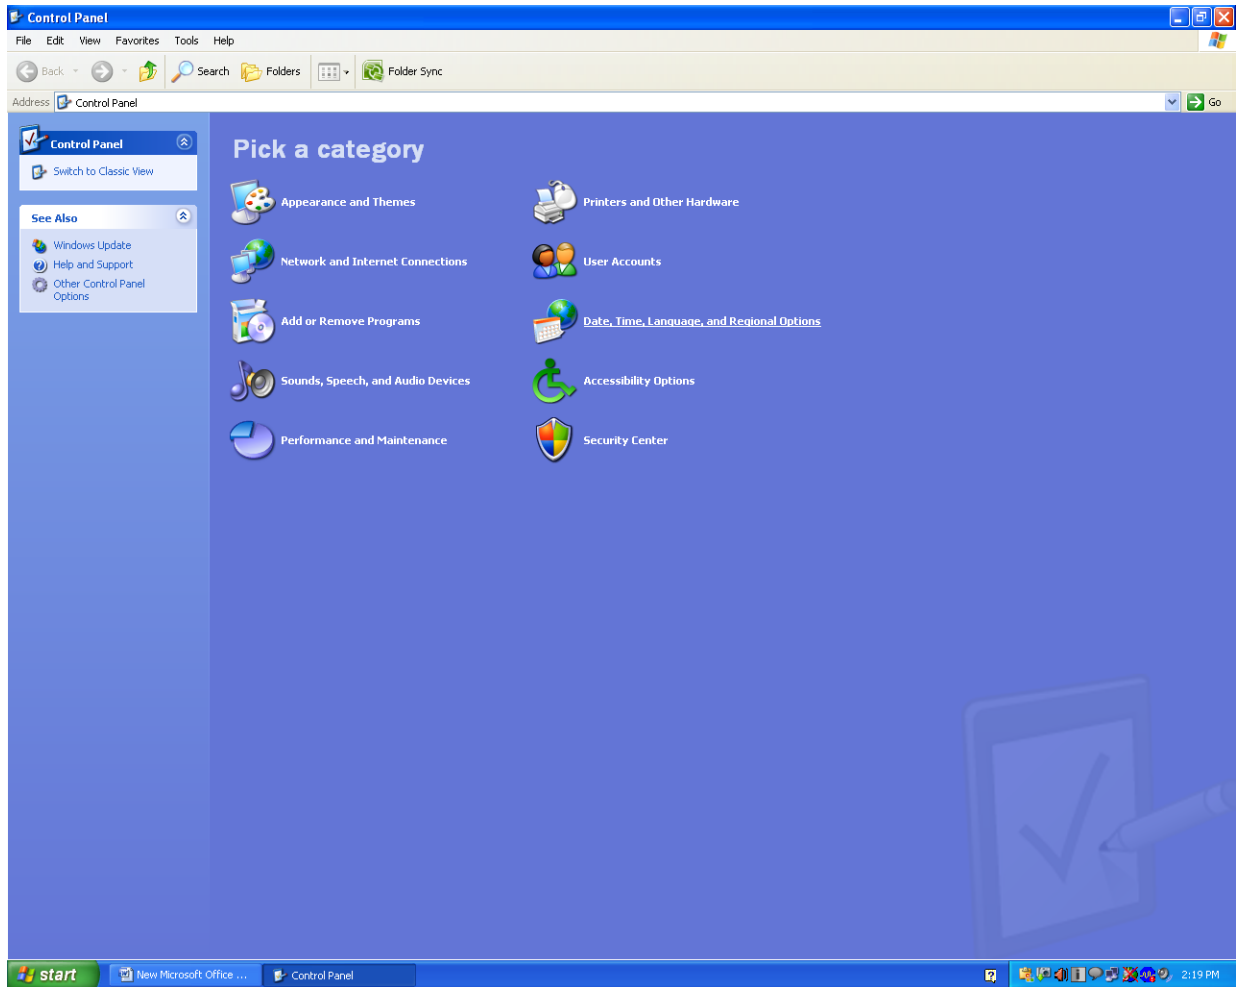 Control Panel
File Edit View Favorites Tools Help
Back Search Folders Folder Sync
Address Control Panel Go
Control Panel
Switch to Classic View
See Also
Windows Update
Help and Support
Other Control Panel
Options
Pick a category
Appearance and Themes
Printers and Other Hardware
Network and Internet Connections
User Accounts
Add or Remove Programs
Date, Time, Language, and Regional Options
Sounds, Speech, and Audio Devices
Accessibility Options
Performance and Maintenance
Security Center
start New Microsoft Office ... Control Panel 2:19 PM